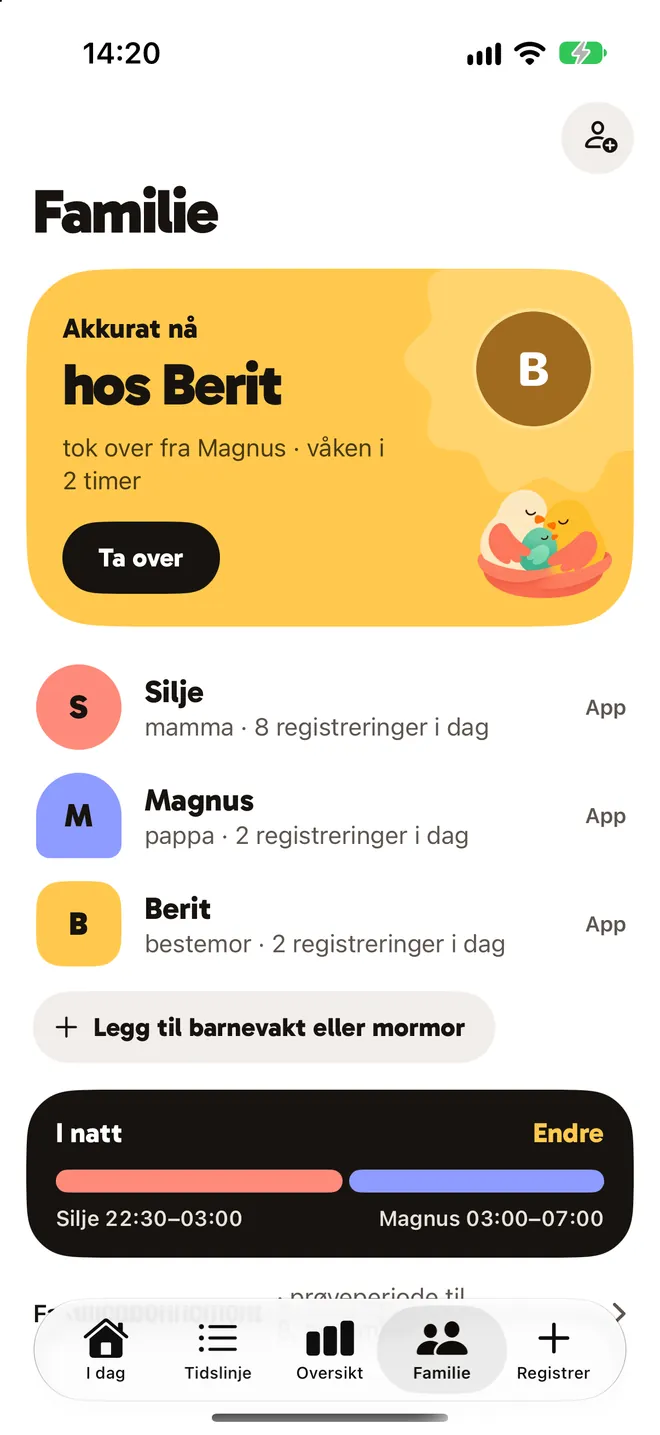 14:20
Familie
Akkurat nå
hos Berit
B
tok over fra Magnus · våken i
2 timer
Ta over
S
Silje
mamma · 8 registreringer i dag
App
M
Magnus
pappa · 2 registreringer i dag
App
B
Berit
bestemor · 2 registreringer i dag
App
Legg til barnevakt eller mormor
I natt
Endre
Silje 22:30–03:00
Magnus 03:00–07:00
· prøveperiode til
I dag
Tidslinje
Oversikt
Familie
Registrer